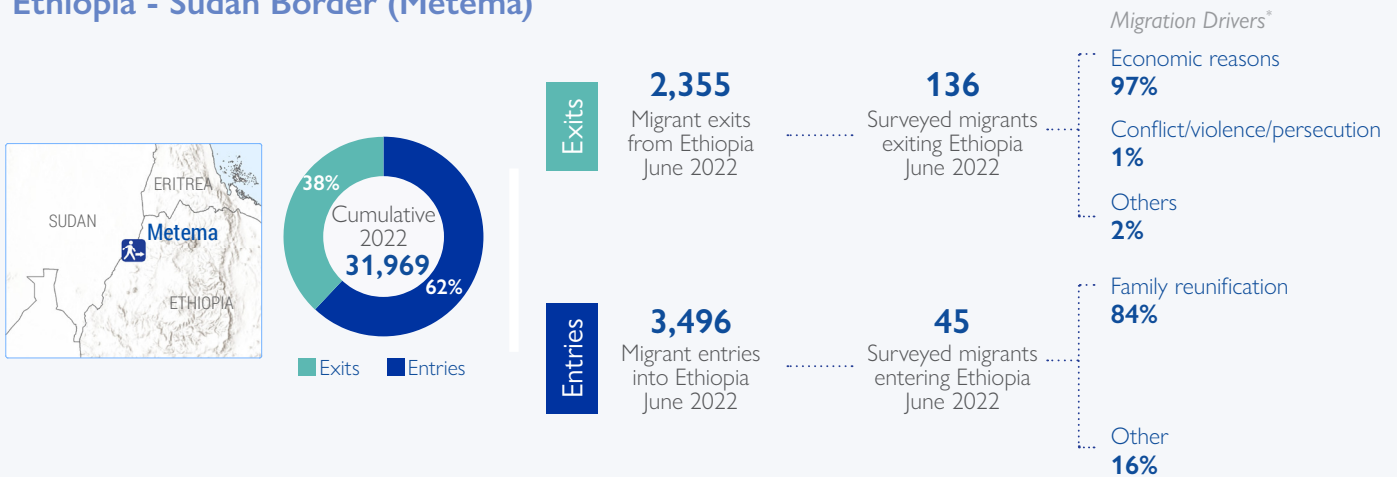 Ethiopia - Sudan Border (Metema)
Migration Drivers*
ERITREA
SUDAN
Metema
ETHIOPIA
38%
Cumulative
2022
31,969
62%
Exits
Entries
Exits
2,355
Migrant exits
from Ethiopia
June 2022
136
Surveyed migrants
exiting Ethiopia
June 2022
Economic reasons
97%
Conflict/violence/persecution
1%
Others
2%
Entries
3,496
Migrant entries
into Ethiopia
June 2022
45
Surveyed migrants
entering Ethiopia
June 2022
Family reunification
84%
Other
16%